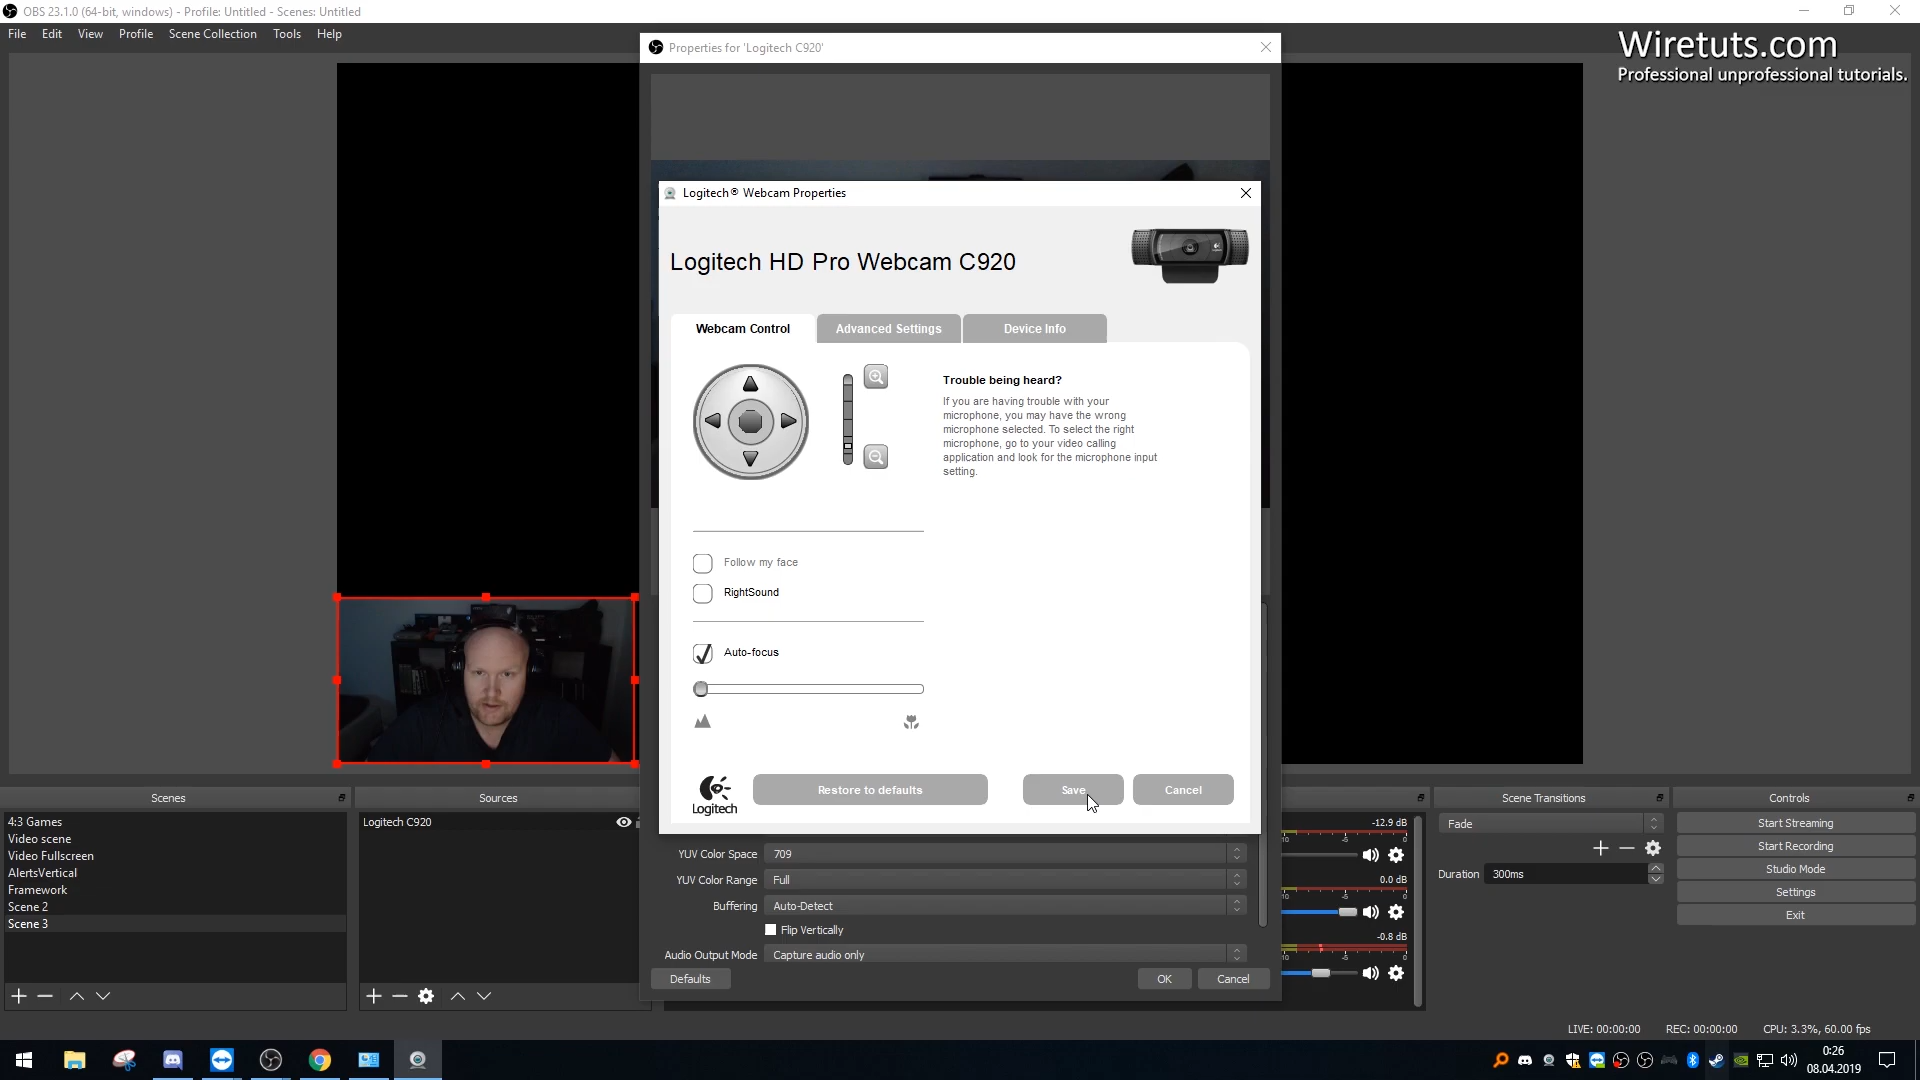 OBS 23.1.0 (64-bit, windows) - Profile: Untitled - Scenes: Untitled
File Edit View Profile Scene Collection Tools Help
Wiretuts.com
Professional unprofessional tutorials.
Properties for 'Logitech C920'
Logitech® Webcam Properties
Logitech HD Pro Webcam C920
Webcam Control Advanced Settings Device Info
Trouble being heard?
If you are having trouble with your
microphone, you may have the wrong
microphone selected. To select the right
microphone, go to your video calling
application and look for the microphone input
setting.
Follow my face
RightSound
Auto-focus
Logitech
Restore to defaults Save Cancel
YUV Color Space 709
YUV Color Range Full
Buffering Auto-Detect
Flip Vertically
Audio Output Mode Capture audio only
Defaults OK Cancel
Scenes
4:3 Games
Video scene
Video Fullscreen
AlertsVertical
Framework
Scene 2
Scene 3
Sources
Logitech C920
-12.9 dB
0.0 dB
-0.8 dB
Scene Transitions
Fade
Duration 300ms
Controls
Start Streaming
Start Recording
Studio Mode
Settings
Exit
LIVE: 00:00:00 REC: 00:00:00 CPU: 3.3%, 60.00 fps
0:26
08.04.2019